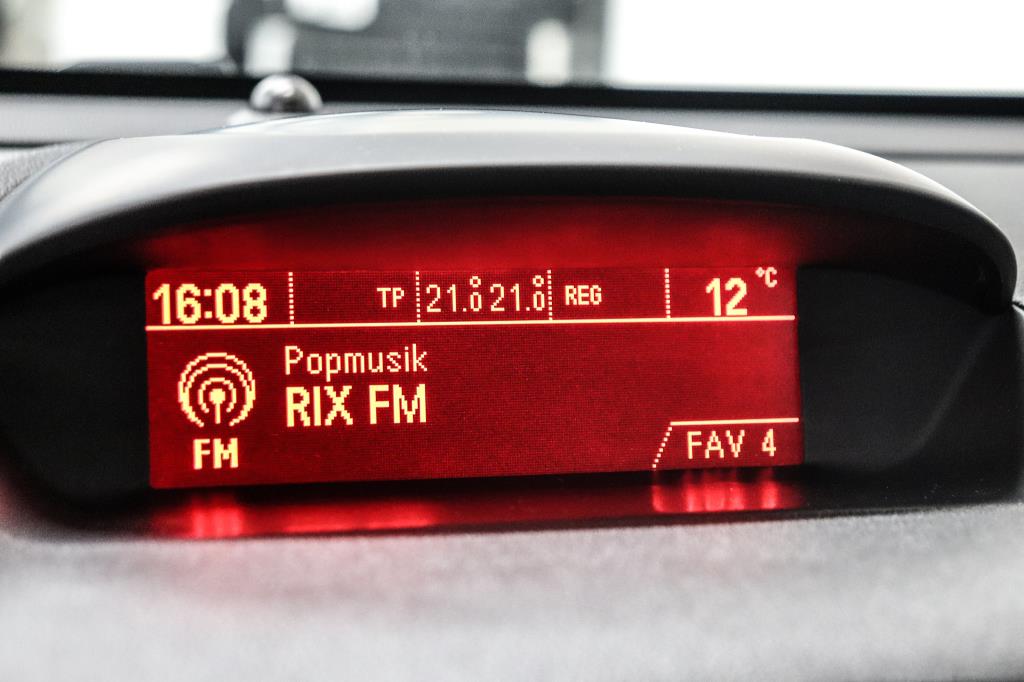 16:08 TP 21.0° 21.0° REG 12 °C
Popmusik
RIX FM
FM
FAV 4